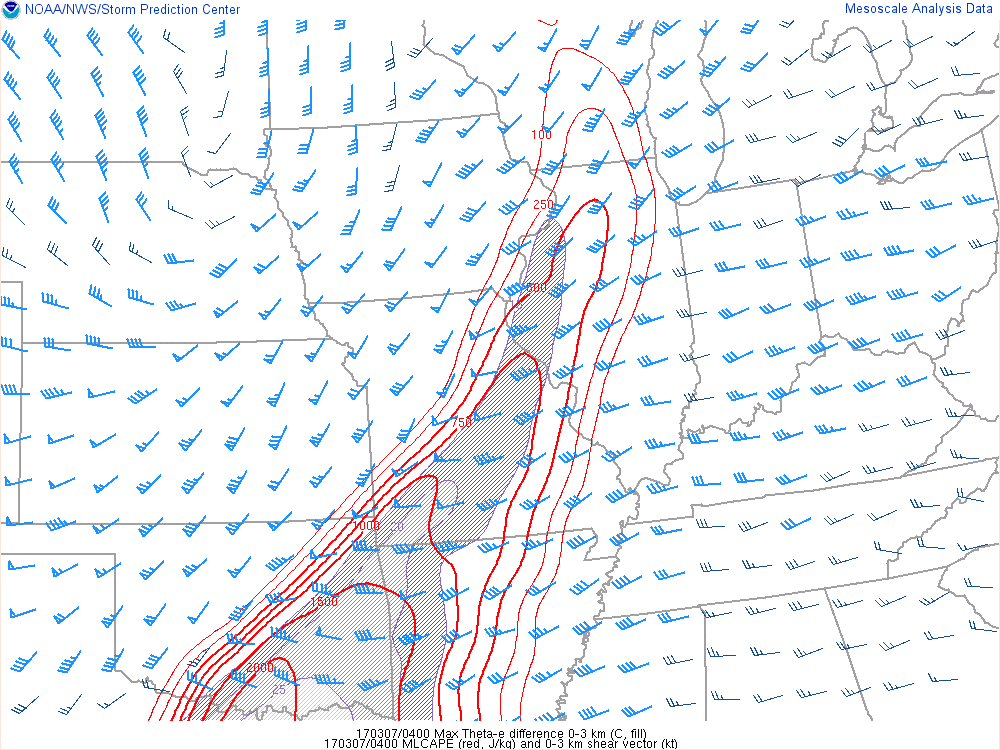 NOAA/NWS/Storm Prediction Center
Mesoscale Analysis Data
100
250
500
750
1000
20
1500
2000
25
170307/0400 Max Theta-e difference 0-3 km (C, fill)
170307/0400 MLCAPE (red, J/kg) and 0-3 km shear vector (kt)